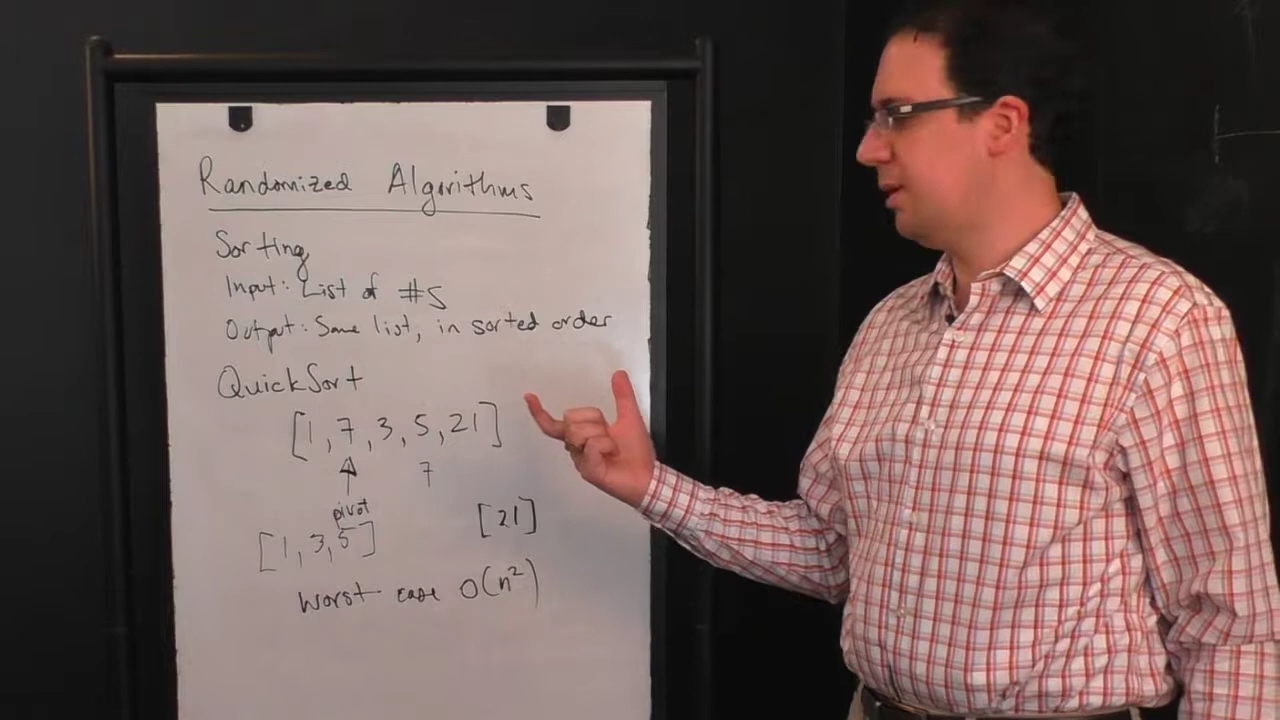 Randomized Algorithms
Sorting
Input: List of #s
Output: Same list, in sorted order
QuickSort
[1, 7, 3, 5, 21]
7
pivot
[21]
[1, 3, 5]
worst case O(n²)